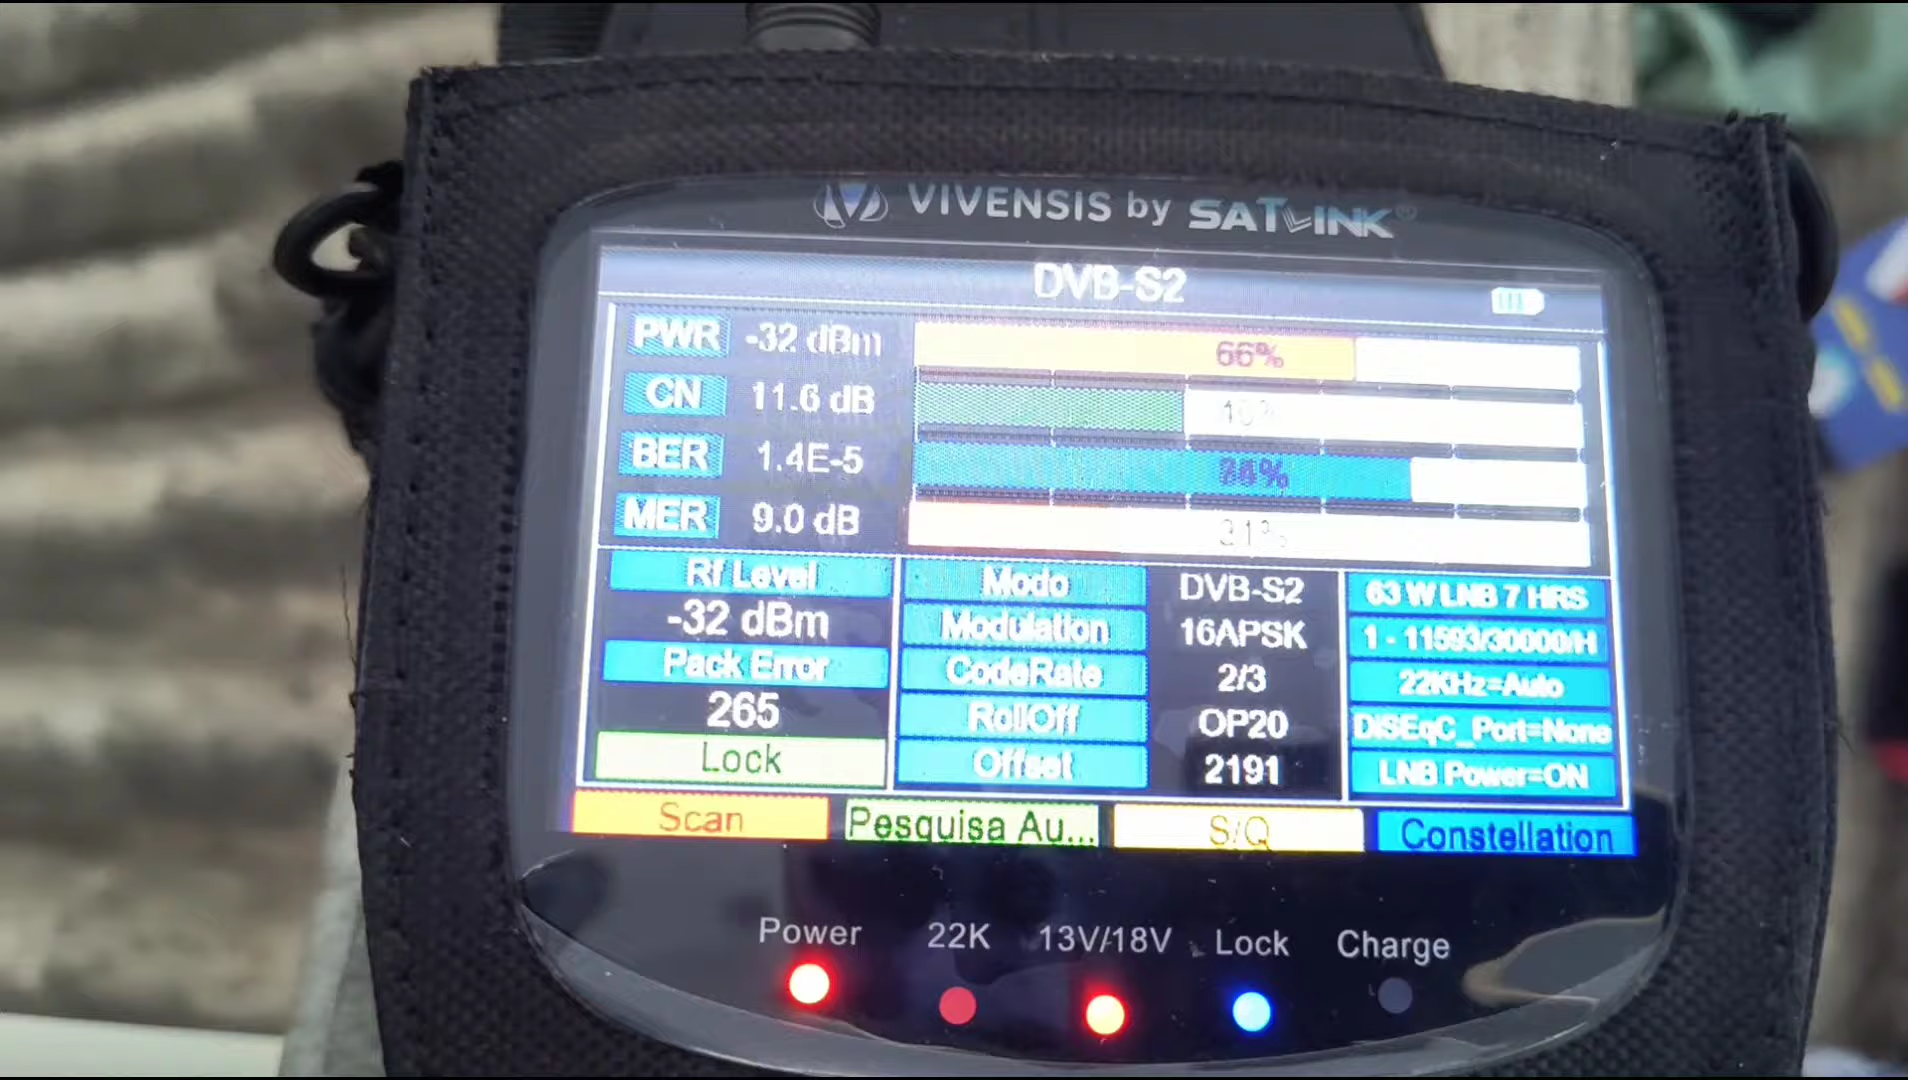 VIVENSIS by SATLINK®
DVB-S2
PWR -32 dBm 66%
CN 11.6 dB 40%
BER 1.4E-5
MER 9.0 dB 31%
Rf Level
-32 dBm
Pack Error
265
Lock
Modo DVB-S2
Modulation 16APSK
CodeRate 2/3
RollOff OP20
Offset 2191
63 W LNB 7 HRS
1 - 11593/30000/H
22KHz=Auto
DiSEqC_Port=None
LNB Power=ON
Scan Pesquisa Au... S/Q Constellation
Power 22K 13V/18V Lock Charge